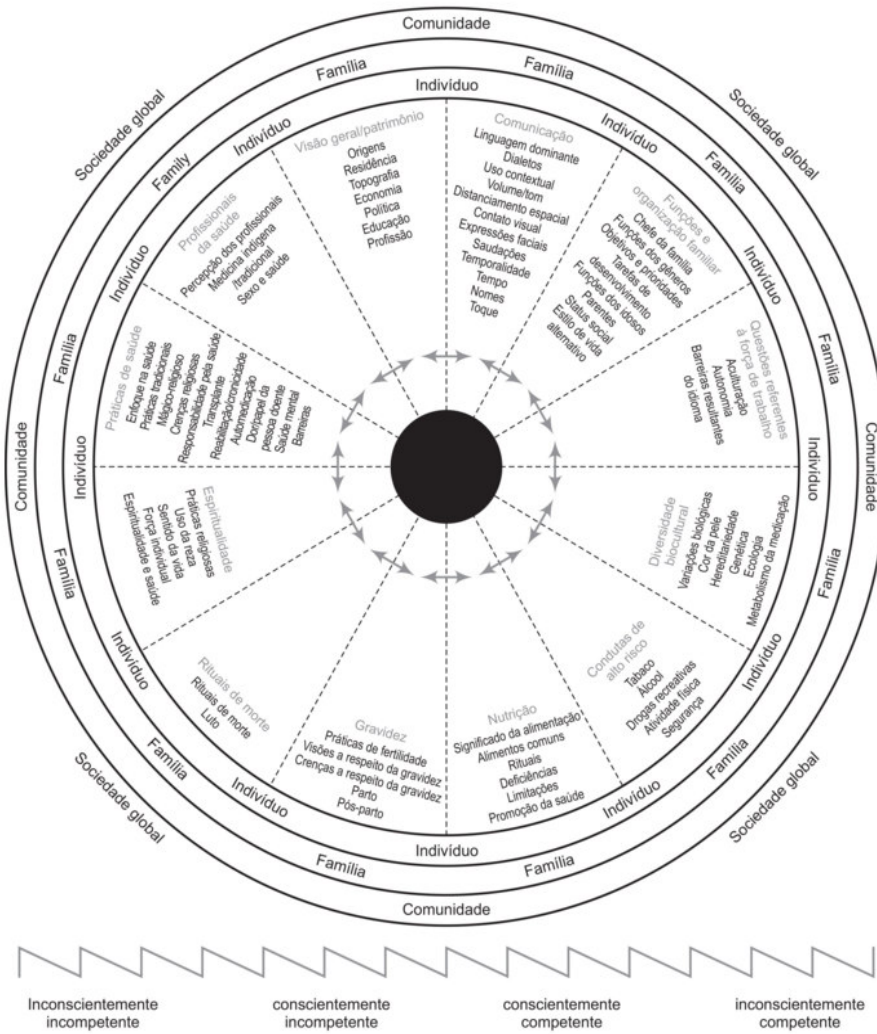 Comunidade
Família
Família
Indivíduo
Sociedade global
Sociedade global
Indivíduo
Indivíduo
Family
Família
Visão geral/patrimônio
Origens
Residência
Topografia
Economia
Política
Educação
Profissão
Comunicação
Linguagem dominante
Dialetos
Uso contextual
Volume/tom
Distanciamento espacial
Contato visual
Expressões faciais
Saudações
Temporalidade
Tempo
Nomes
Toque
Funções e
organização familiar
Chefe da família
Funções dos gêneros
Objetivos e prioridades
Tarefas de
desenvolvimento
Funções dos idosos
Parentes
Status social
Estilo de vida
alternativo
Indivíduo
Família
Questões referentes
à força de trabalho
Aculturação
Autonomia
Barreiras resultantes
do idioma
Indivíduo
Comunidade
Diversidade
biocultural
Variações biológicas
Cor da pele
Hereditariedade
Genética
Ecologia
Metabolismo da medicação
Família
Indivíduo
Condutas de
alto risco
Tabaco
Álcool
Drogas recreativas
Atividade física
Segurança
Família
Sociedade global
Indivíduo
Nutrição
Significado da alimentação
Alimentos comuns
Rituais
Deficiências
Limitações
Promoção da saúde
Família
Indivíduo
Comunidade
Gravidez
Práticas de fertilidade
Visões a respeito da gravidez
Crenças a respeito da gravidez
Parto
Pós-parto
Família
Indivíduo
Rituais de morte
Rituais de morte
Luto
Família
Sociedade global
Indivíduo
Espiritualidade
Práticas religiosas
Uso da reza
Sentido da vida
Força individual
Espiritualidade e saúde
Família
Indivíduo
Comunidade
Práticas de saúde
Enfoque na saúde
Práticas tradicionais
Mágico-religioso
Crenças religiosas
Responsabilidade pela saúde
Transplante
Reabilitação/cronicidade
Automedicação
Dor/papel da
pessoa doente
Saúde mental
Barreiras
Família
Indivíduo
Profissionais
da saúde
Percepção dos profissionais
Medicina indígena
/tradicional
Sexo e saúde
Inconscientemente
incompetente
conscientemente
incompetente
conscientemente
competente
inconscientemente
competente